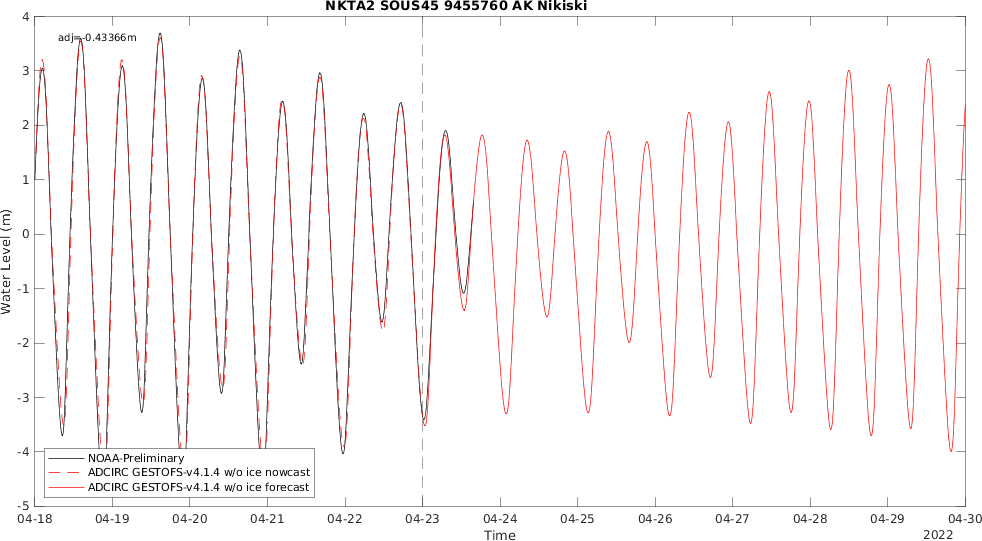 NKTA2 SOUS45 9455760 AK Nikiski
adj=-0.43366m
Water Level (m)
4
3
2
1
0
-1
-2
-3
-4
-5
NOAA-Preliminary
ADCIRC GESTOFS-v4.1.4 w/o ice nowcast
ADCIRC GESTOFS-v4.1.4 w/o ice forecast
04-18 04-19 04-20 04-21 04-22 04-23 04-24 04-25 04-26 04-27 04-28 04-29 04-30
Time
2022